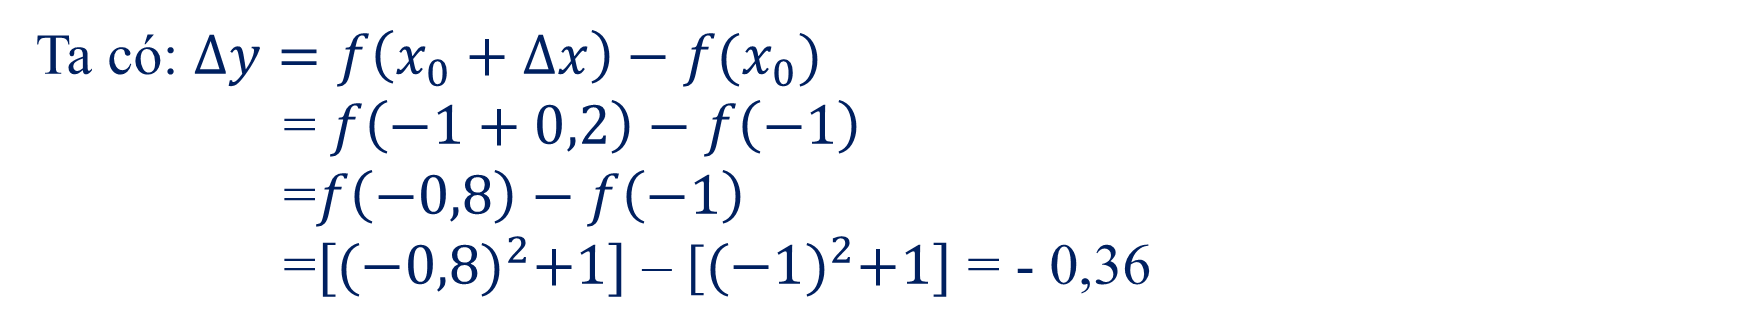 Ta có: Δy = f(x₀ + Δx) − f(x₀)
= f(−1 + 0,2) − f(−1)
=f(−0,8) − f(−1)
=[(−0,8)²+1] – [(−1)²+1] = - 0,36